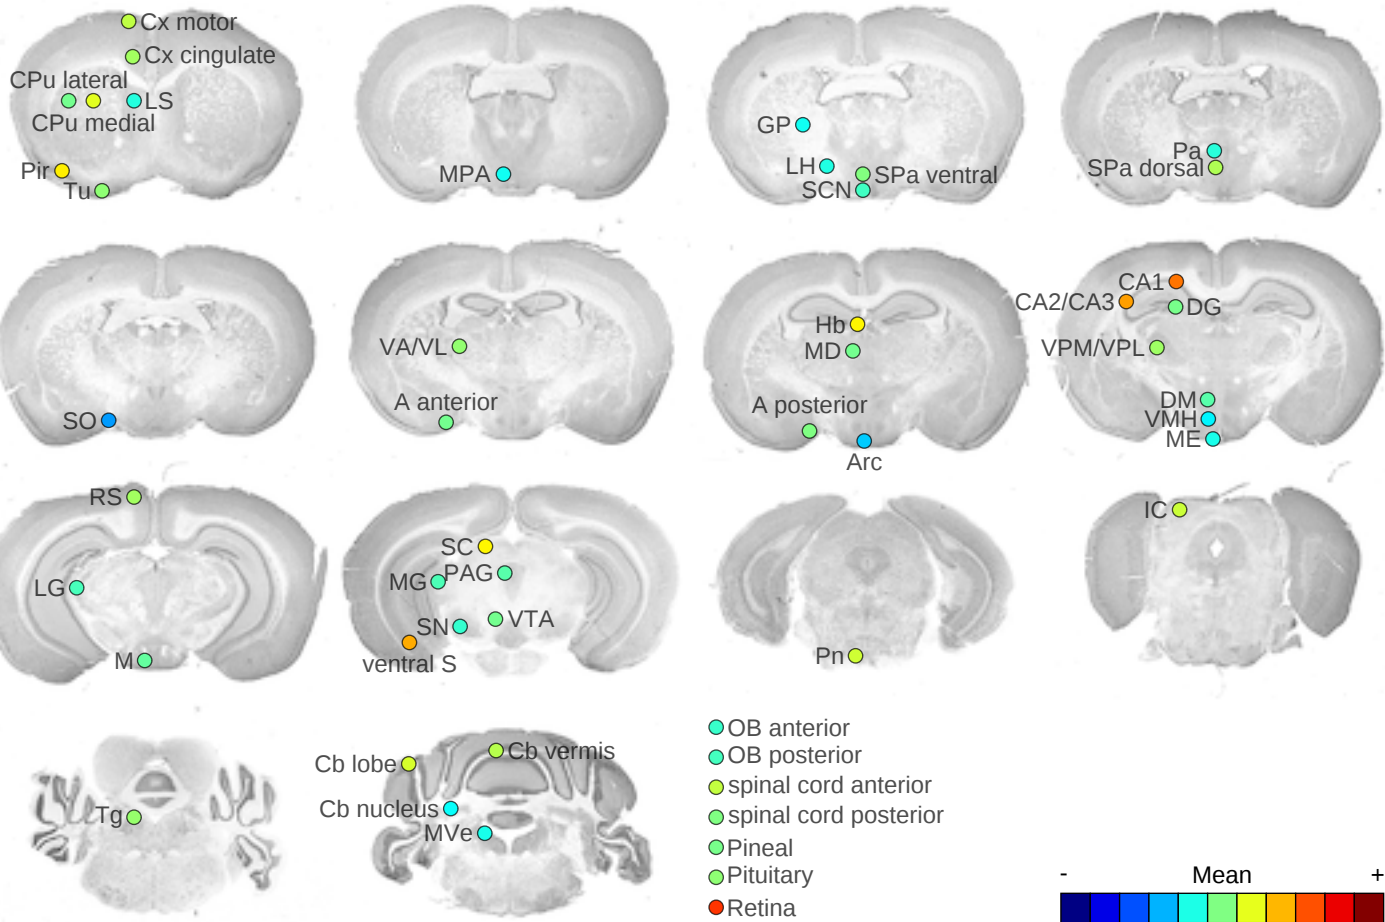 Cx motor
Cx cingulate
CPu lateral
LS
CPu medial
Pir
Tu
MPA
GP
LH
SPa ventral
SCN
Pa
SPa dorsal
SO
VA/VL
A anterior
Hb
MD
A posterior
Arc
CA1
CA2/CA3
DG
VPM/VPL
DM
VMH
ME
RS
LG
M
SC
MG
PAG
SN
VTA
ventral S
Pn
IC
Tg
Cb lobe
Cb vermis
Cb nucleus
MVe
OB anterior
OB posterior
spinal cord anterior
spinal cord posterior
Pineal
Pituitary
Retina
- Mean +